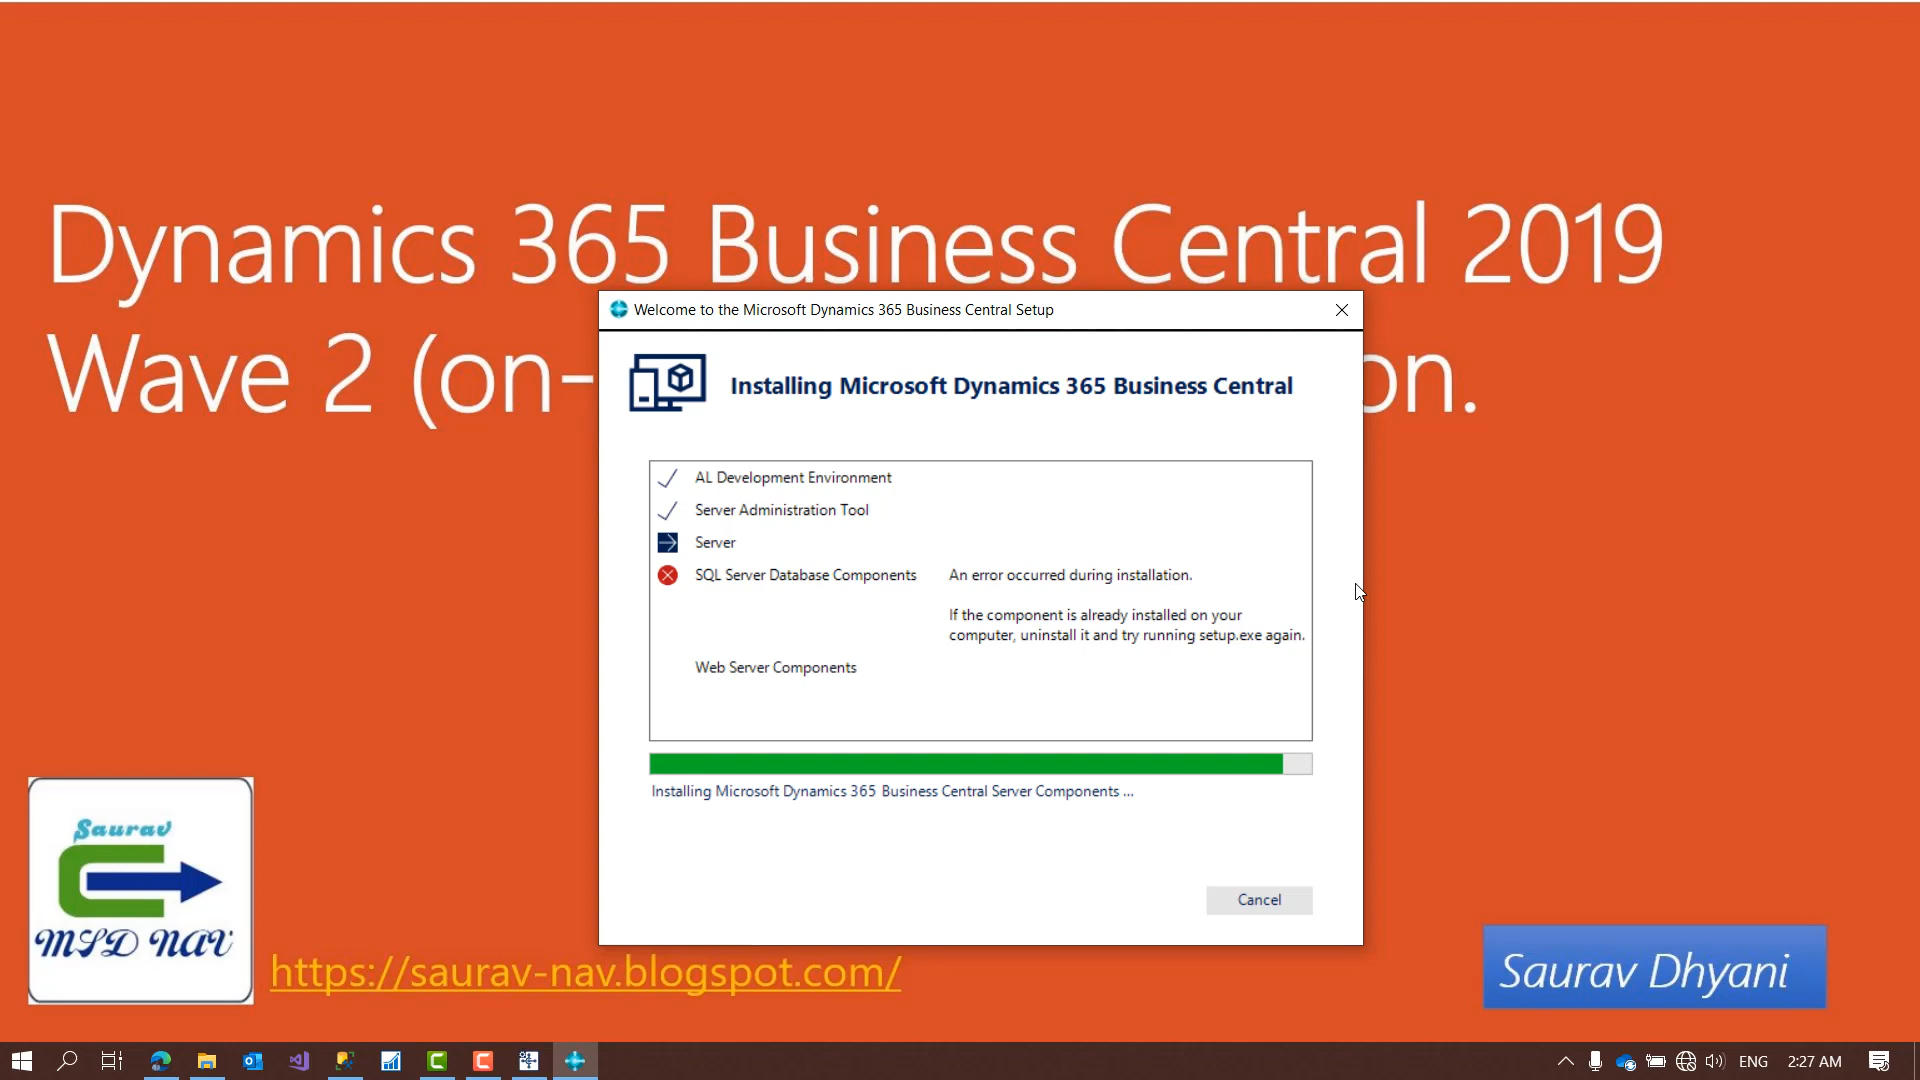 Dynamics 365 Business Central 2019
Wave 2 (on-
on.
Welcome to the Microsoft Dynamics 365 Business Central Setup
Installing Microsoft Dynamics 365 Business Central
AL Development Environment
Server Administration Tool
Server
SQL Server Database Components An error occurred during installation.
If the component is already installed on your
computer, uninstall it and try running setup.exe again.
Web Server Components
Installing Microsoft Dynamics 365 Business Central Server Components ...
Cancel
Saurav
MSD NAV
https://saurav-nav.blogspot.com/
Saurav Dhyani
ENG 2:27 AM